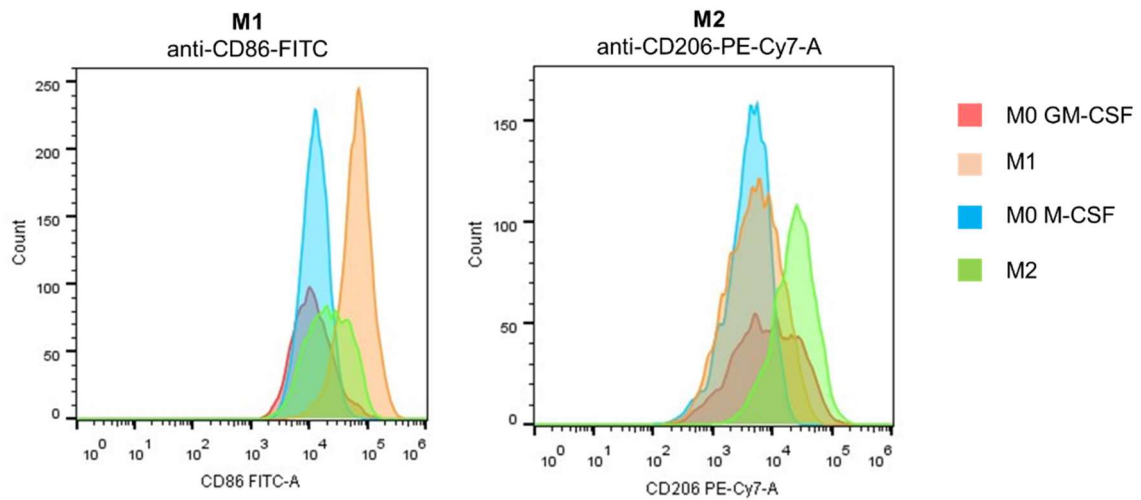 M1
anti-CD86-FITC
250
200
150
100
50
0
Count
10^0 10^1 10^2 10^3 10^4 10^5 10^6
CD86 FITC-A
M2
anti-CD206-PE-Cy7-A
150
100
50
0
Count
10^0 10^1 10^2 10^3 10^4 10^5 10^6
CD206 PE-Cy7-A
M0 GM-CSF
M1
M0 M-CSF
M2